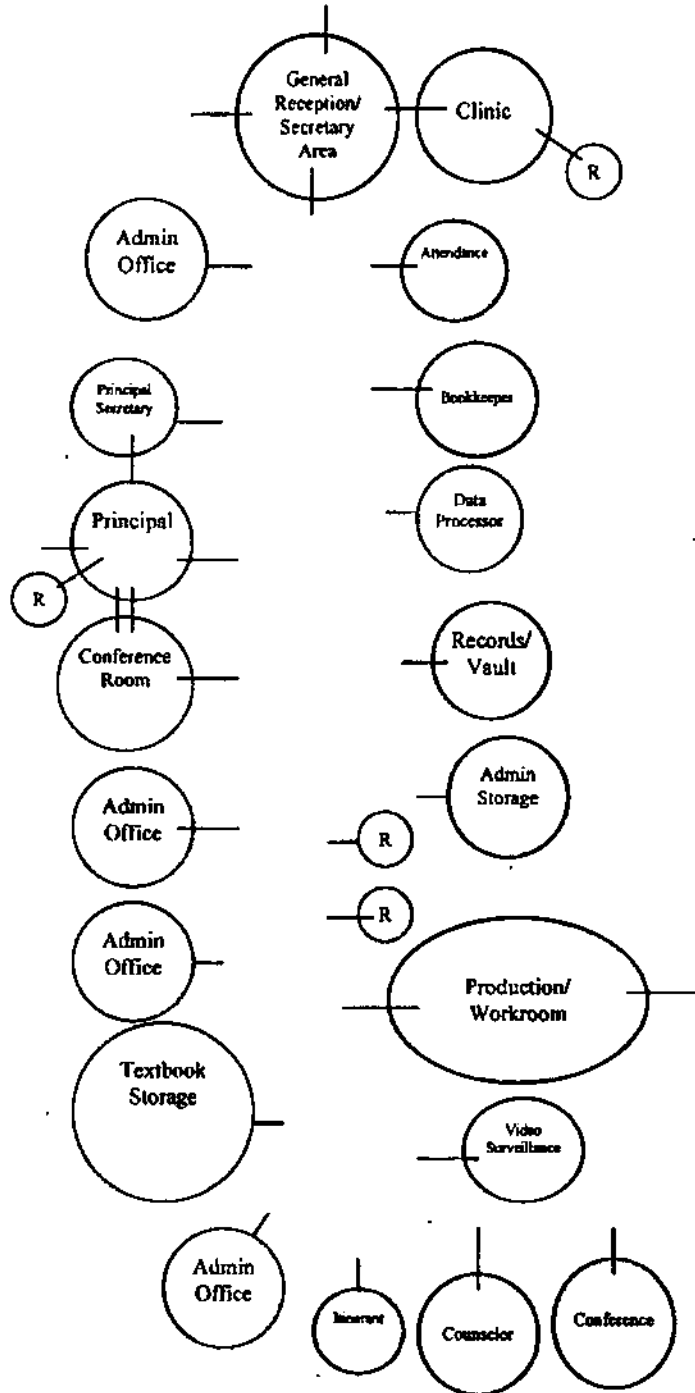 General
Reception/
Secretary
Area
Clinic
R
Admin
Office
Attendance
Principal
Secretary
Bookkeeper
Principal
Data
Processor
R
Conference
Room
Records/
Vault
Admin
Storage
Admin
Office
R
R
Admin
Office
Production/
Workroom
Textbook
Storage
Video
Surveillance
Admin
Office
Itinerant
Counselor
Conference